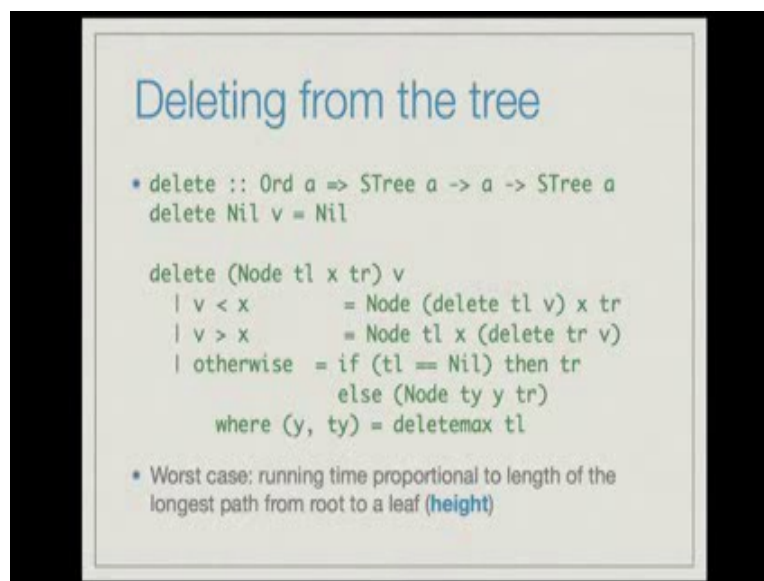 Deleting from the tree
• delete :: Ord a => STree a -> a -> STree a
delete Nil v = Nil
delete (Node tl x tr) v
| v < x = Node (delete tl v) x tr
| v > x = Node tl x (delete tr v)
| otherwise = if (tl == Nil) then tr
else (Node ty y tr)
where (y, ty) = deletemax tl
• Worst case: running time proportional to length of the
longest path from root to a leaf (height)